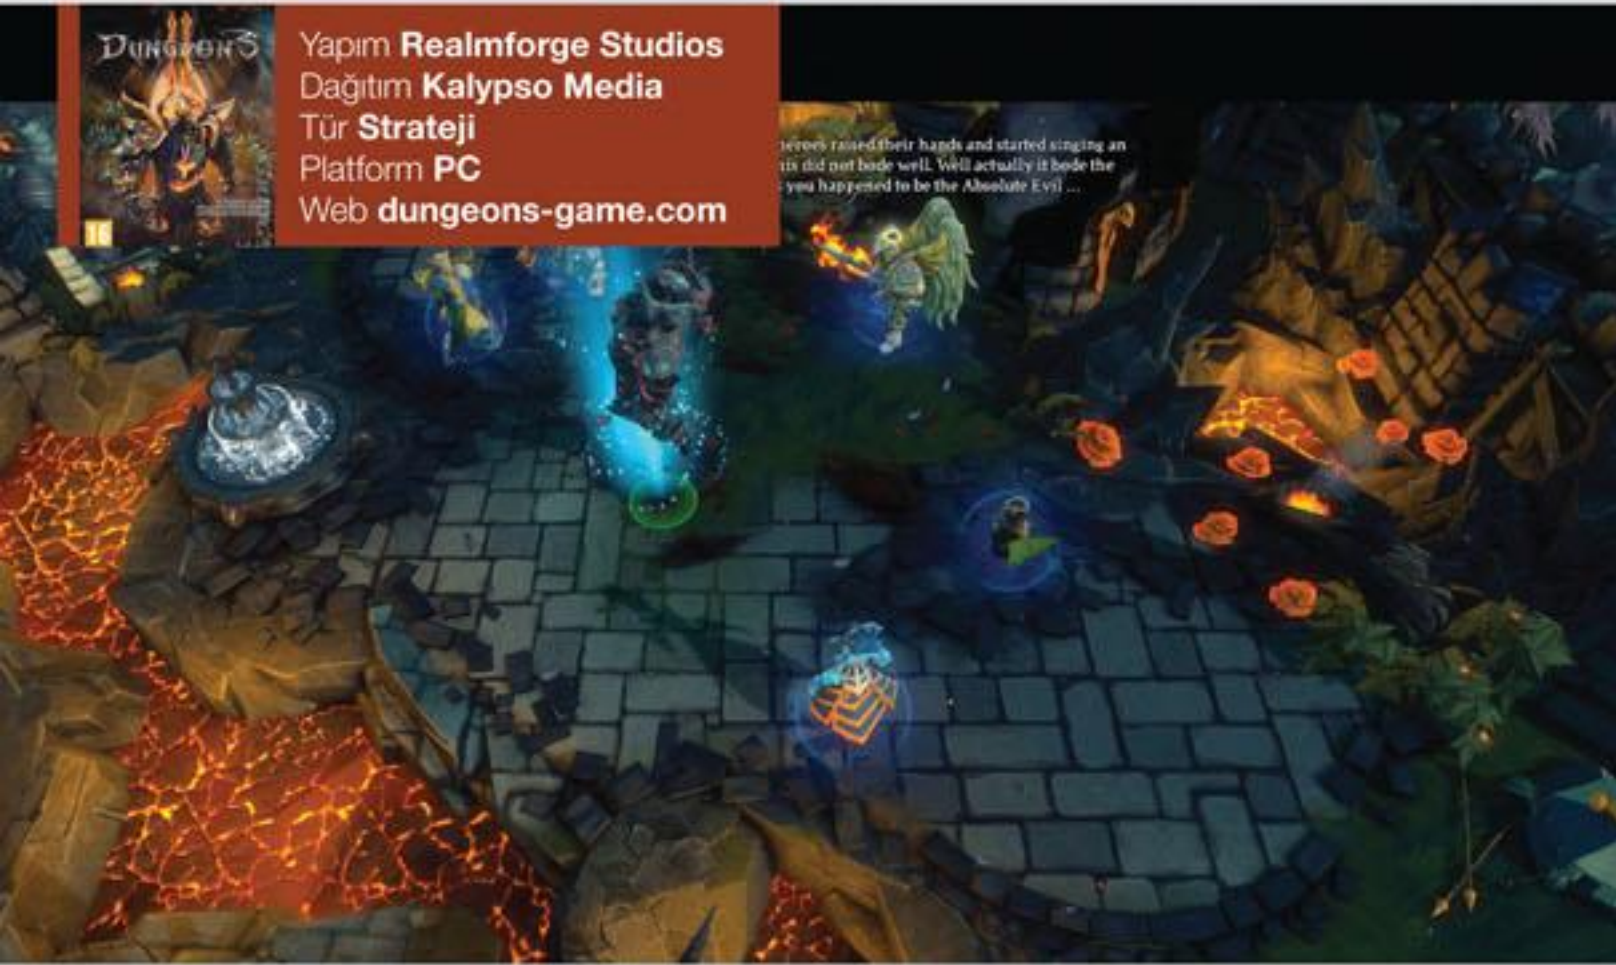 DUNGEONS
Yapım Realmforge Studios
Dağıtım Kalypso Media
Tür Strateji
Platform PC
Web dungeons-game.com
16
heroes raised their hands and started singing an
his did not bode well. Well actually it bode the
you happened to be the Absolute Evil ...